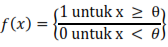 f(x) = {1 untuk x ≥ θ
{0 untuk x < θ